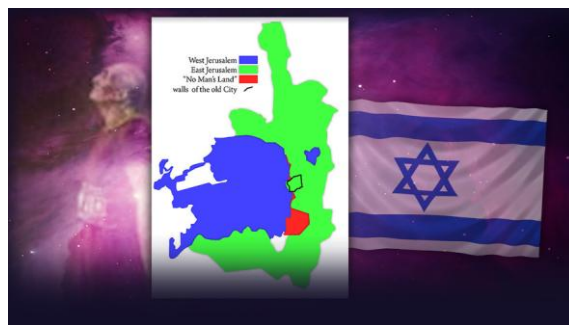 West Jerusalem
East Jerusalem
"No Man's Land"
walls of the old City